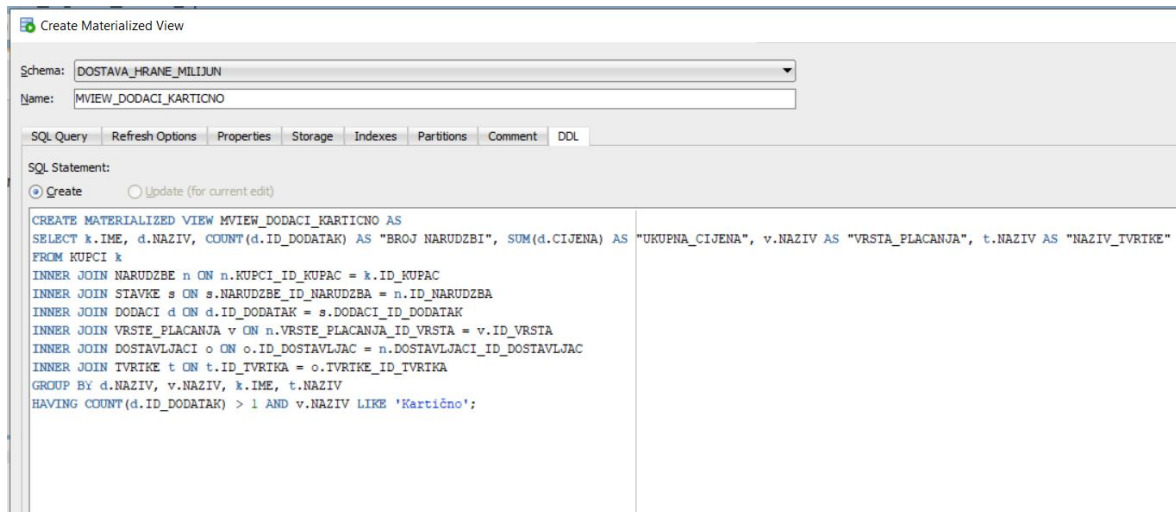 Create Materialized View
Schema: DOSTAVA_HRANE_MILIJUN
Name: MVIEW_DODACI_KARTICNO
SQL Query Refresh Options Properties Storage Indexes Partitions Comment DDL
SQL Statement:
Create Update (for current edit)
CREATE MATERIALIZED VIEW MVIEW_DODACI_KARTICNO AS
SELECT k.IME, d.NAZIV, COUNT(d.ID_DODATAK) AS "BROJ NARUDZBI", SUM(d.CIJENA) AS "UKUPNA_CIJENA", v.NAZIV AS "VRSTA_PLACANJA", t.NAZIV AS "NAZIV_TVRTKE"
FROM KUPCI k
INNER JOIN NARUDZBE n ON n.KUPCI_ID_KUPAC = k.ID_KUPAC
INNER JOIN STAVKE s ON s.NARUDZBE_ID_NARUDZBA = n.ID_NARUDZBA
INNER JOIN DODACI d ON d.ID_DODATAK = s.DODACI_ID_DODATAK
INNER JOIN VRSTE_PLACANJA v ON n.VRSTE_PLACANJA_ID_VRSTA = v.ID_VRSTA
INNER JOIN DOSTAVLJACI o ON o.ID_DOSTAVLJAC = n.DOSTAVLJACI_ID_DOSTAVLJAC
INNER JOIN TVRTKE t ON t.ID_TVRTKA = o.TVRTKE_ID_TVRTKA
GROUP BY d.NAZIV, v.NAZIV, k.IME, t.NAZIV
HAVING COUNT(d.ID_DODATAK) > 1 AND v.NAZIV LIKE 'Kartično';